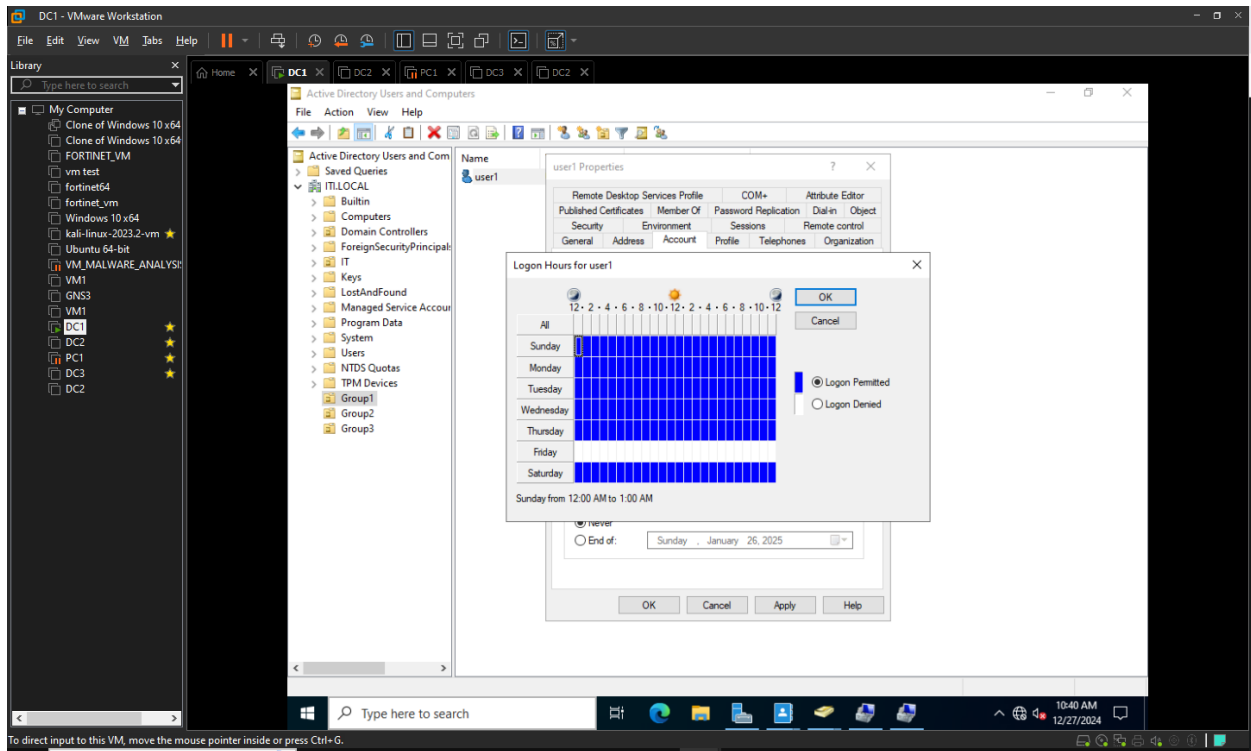 DC1 - VMware Workstation
File Edit View VM Tabs Help
Library
Type here to search
Home DC1 DC2 PC1 DC3 DC2
My Computer
Clone of Windows 10 x64
Clone of Windows 10 x64
FORTINET_VM
vm test
fortinet64
fortinet_vm
Windows 10 x64
kali-linux-2023.2-vm
Ubuntu 64-bit
VM_MALWARE_ANALYSI
VM1
GNS3
VM1
DC1
DC2
PC1
DC3
DC2
Active Directory Users and Computers
File Action View Help
Active Directory Users and Com
Saved Queries
ITI.LOCAL
Builtin
Computers
Domain Controllers
ForeignSecurityPrincipals
IT
Keys
LostAndFound
Managed Service Accour
Program Data
System
Users
NTDS Quotas
TPM Devices
Group1
Group2
Group3
Name
user1
user1 Properties ?
Remote Desktop Services Profile COM+ Attribute Editor
Published Certificates Member Of Password Replication Dial-in Object
Security Environment Sessions Remote control
General Address Account Profile Telephones Organization
Logon Hours for user1
12 · 2 · 4 · 6 · 8 · 10 · 12 · 2 · 4 · 6 · 8 · 10 · 12
OK
Cancel
All
Sunday
Monday
Tuesday
Wednesday
Thursday
Friday
Saturday
Logon Permitted
Logon Denied
Sunday from 12:00 AM to 1:00 AM
Never
End of: Sunday , January 26, 2025
OK Cancel Apply Help
Type here to search
10:40 AM
12/27/2024
To direct input to this VM, move the mouse pointer inside or press Ctrl+G.